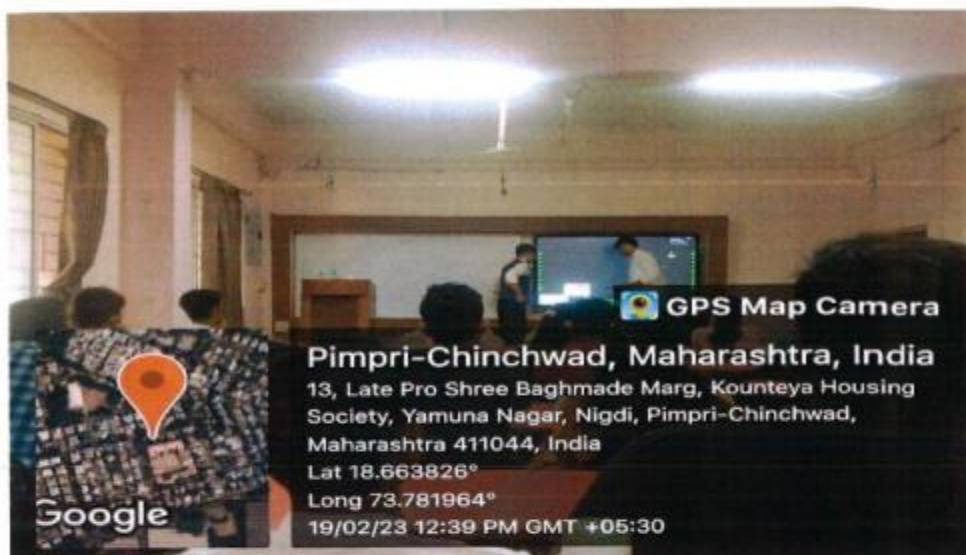 GPS Map Camera
Pimpri-Chinchwad, Maharashtra, India
13, Late Pro Shree Baghmade Marg, Kounteya Housing
Society, Yamuna Nagar, Nigdi, Pimpri-Chinchwad,
Maharashtra 411044, India
Lat 18.663826°
Long 73.781964°
19/02/23 12:39 PM GMT +05:30
Google